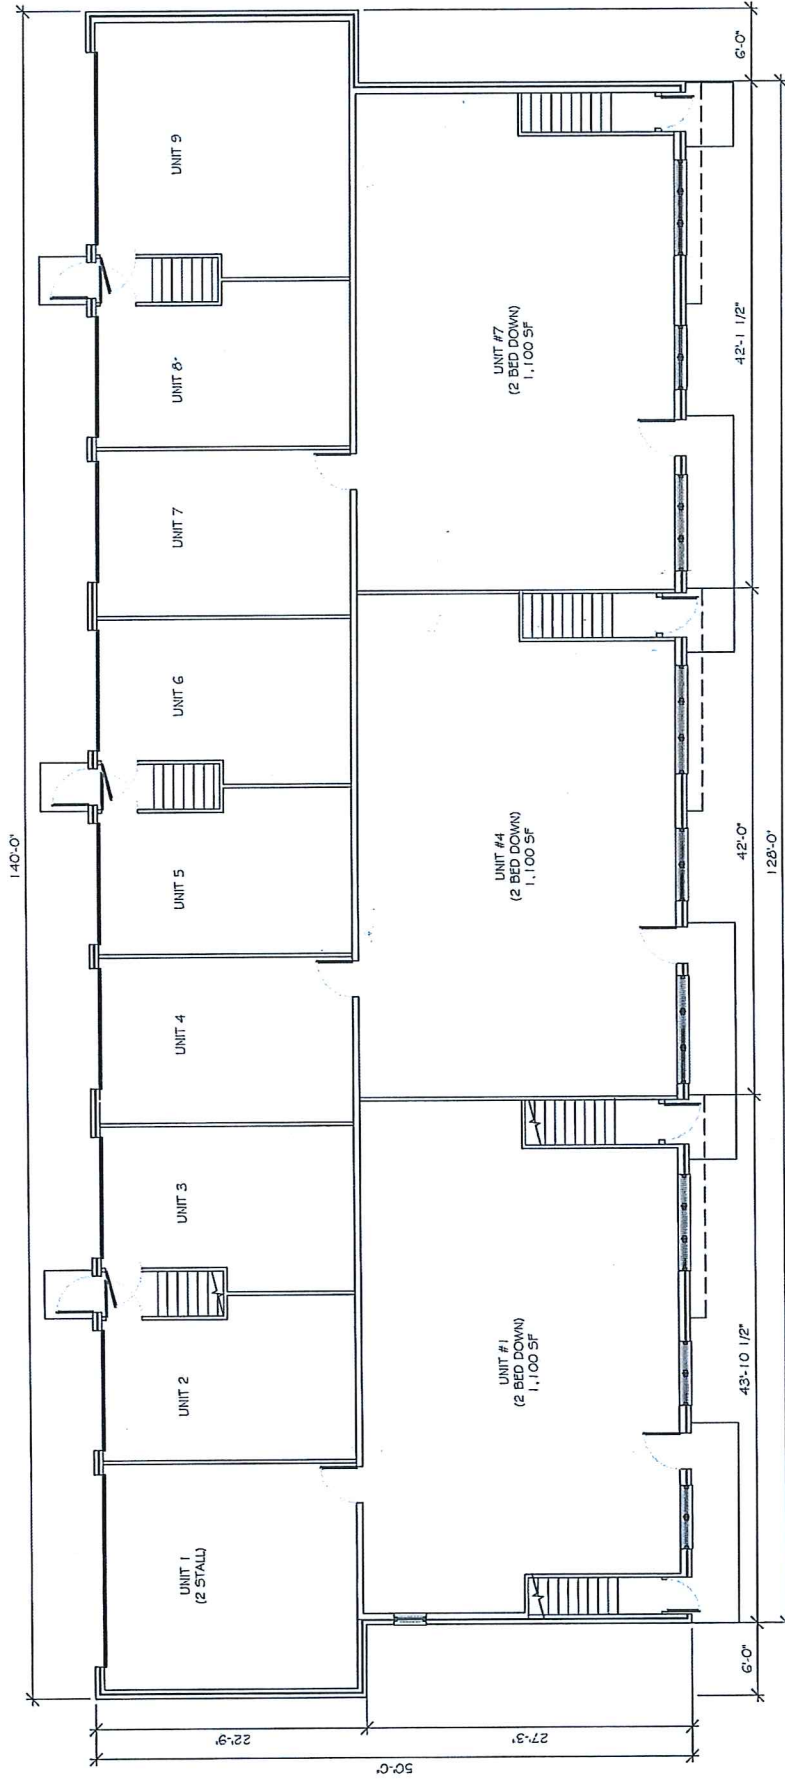 140'-0"
UNIT 1
(2 STALL)
UNIT 2
UNIT 3
UNIT 4
UNIT 5
UNIT 6
UNIT 7
UNIT 8
UNIT 9
22'-9"
50'-0"
27'-3"
UNIT #1
(2 BED DOWN)
1,100 SF
UNIT #4
(2 BED DOWN)
1,100 SF
UNIT #7
(2 BED DOWN)
1,100 SF
6'-0"
43'-10 1/2"
42'-0"
42'-1 1/2"
6'-0"
128'-0"